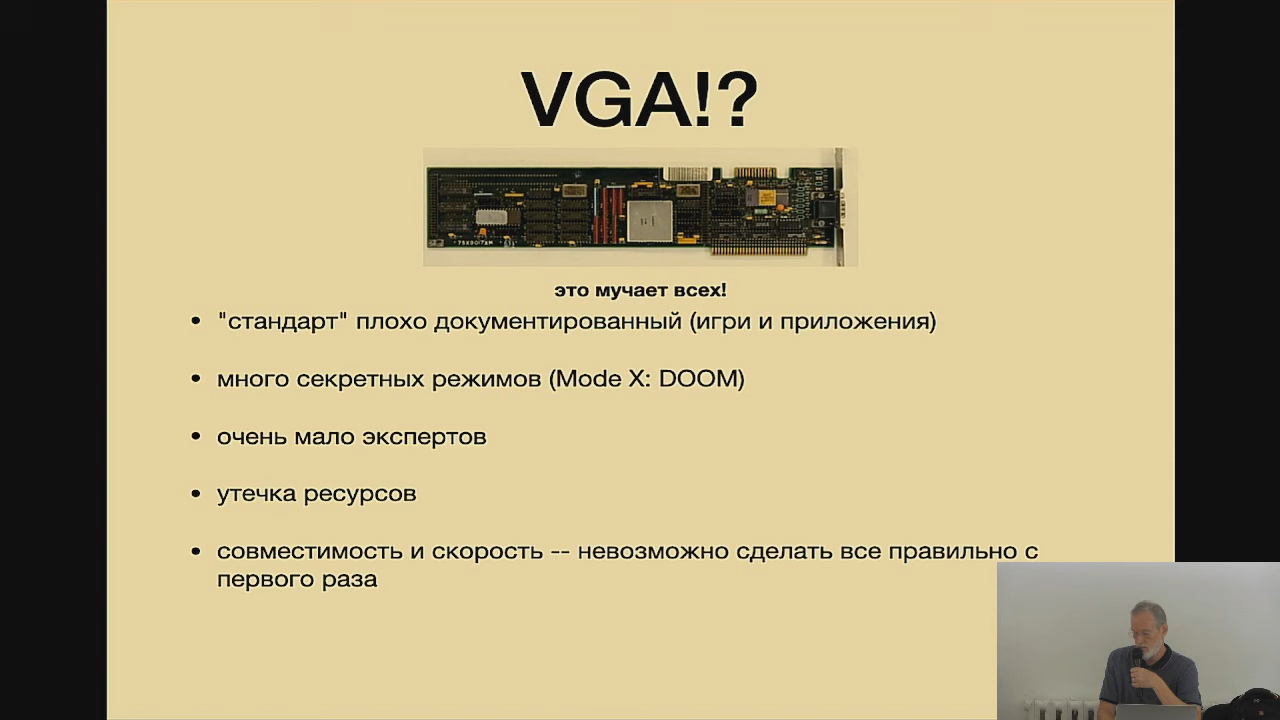 VGA!?
это мучает всех!
• "стандарт" плохо документированный (игри и приложения)
• много секретных режимов (Mode X: DOOM)
• очень мало экспертов
• утечка ресурсов
• совместимость и скорость -- невозможно сделать все правильно с
первого раза